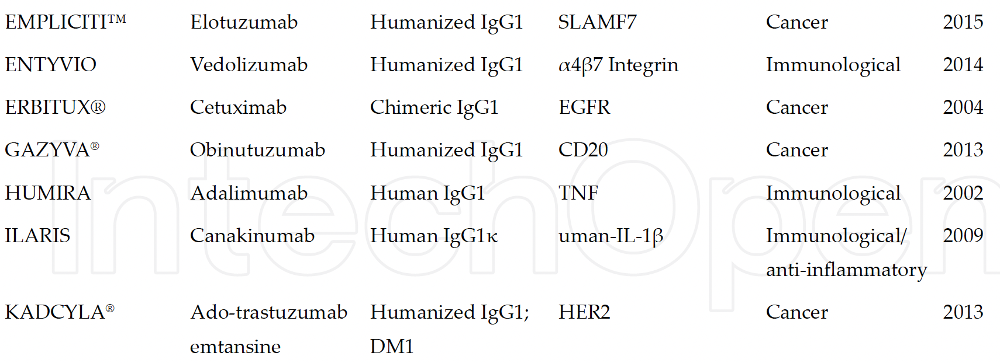 EMPLICITI™ Elotuzumab Humanized IgG1 SLAMF7 Cancer 2015
ENTYVIO Vedolizumab Humanized IgG1 α4β7 Integrin Immunological 2014
ERBITUX® Cetuximab Chimeric IgG1 EGFR Cancer 2004
GAZYVA® Obinutuzumab Humanized IgG1 CD20 Cancer 2013
HUMIRA Adalimumab Human IgG1 TNF Immunological 2002
ILARIS Canakinumab Human IgG1κ uman-IL-1β Immunological/ 2009
anti-inflammatory
KADCYLA® Ado-trastuzumab Humanized IgG1; HER2 Cancer 2013
emtansine DM1
IntechOpen